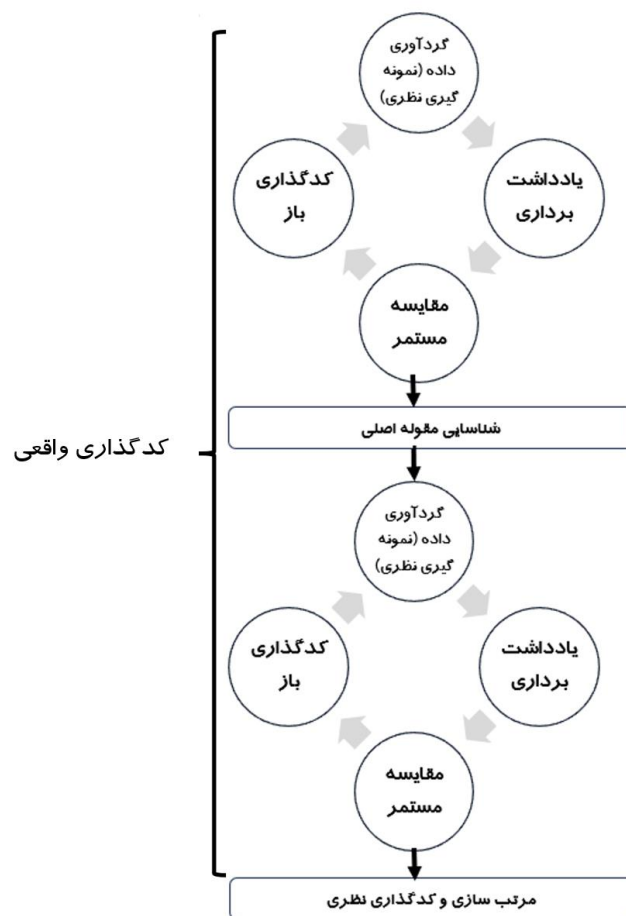 گردآوری
داده (نمونه
گیری نظری)
کدگذاری
باز
یادداشت
برداری
مقایسه
مستمر
شناسایی مقوله اصلی
کدگذاری واقعی
گردآوری
داده (نمونه
گیری نظری)
کدگذاری
باز
یادداشت
برداری
مقایسه
مستمر
مرتب سازی و کدگذاری نظری